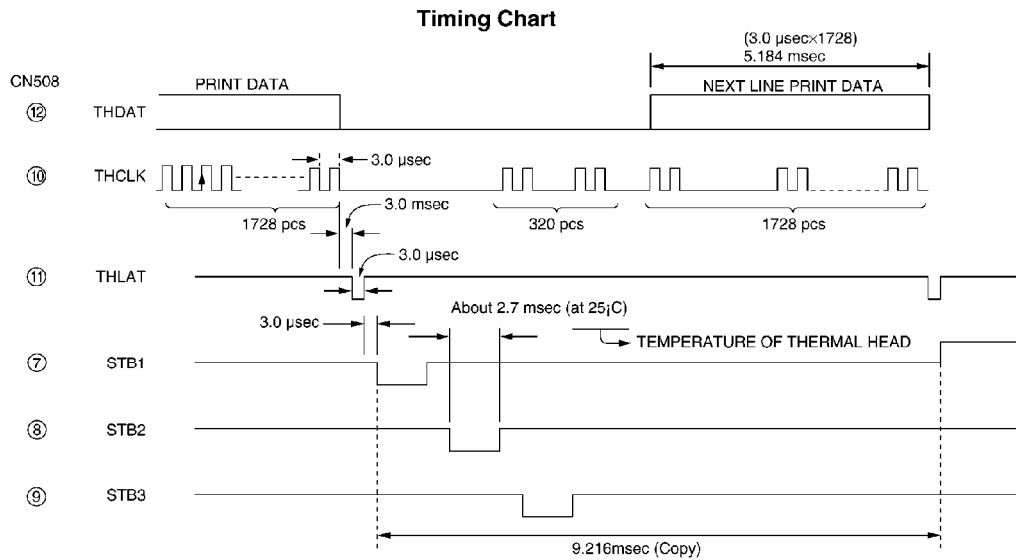 Timing Chart
(3.0 µsec×1728)
5.184 msec
CN508
PRINT DATA
NEXT LINE PRINT DATA
⑫ THDAT
3.0 µsec
⑩ THCLK
3.0 msec
1728 pcs
320 pcs
1728 pcs
3.0 µsec
⑪ THLAT
About 2.7 msec (at 25¡C)
3.0 µsec
TEMPERATURE OF THERMAL HEAD
⑦ STB1
⑧ STB2
⑨ STB3
9.216msec (Copy)